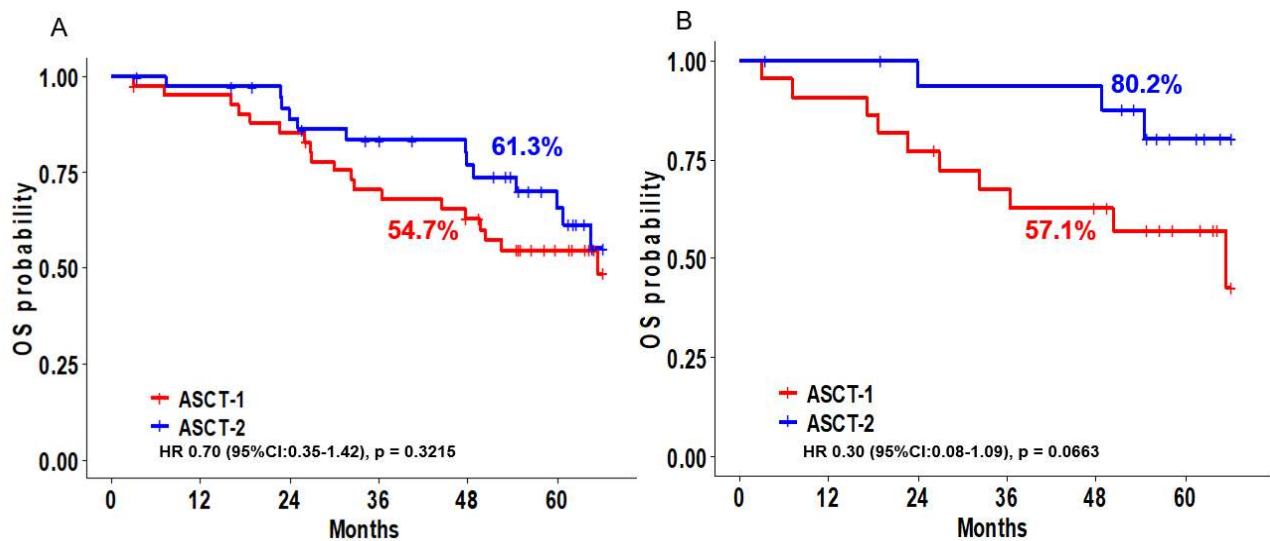 A
OS probability
1.00
0.75
0.50
0.25
0.00
61.3%
54.7%
ASCT-1
ASCT-2
HR 0.70 (95%CI:0.35-1.42), p = 0.3215
0 12 24 36 48 60
Months
B
OS probability
1.00
0.75
0.50
0.25
0.00
80.2%
57.1%
ASCT-1
ASCT-2
HR 0.30 (95%CI:0.08-1.09), p = 0.0663
0 12 24 36 48 60
Months